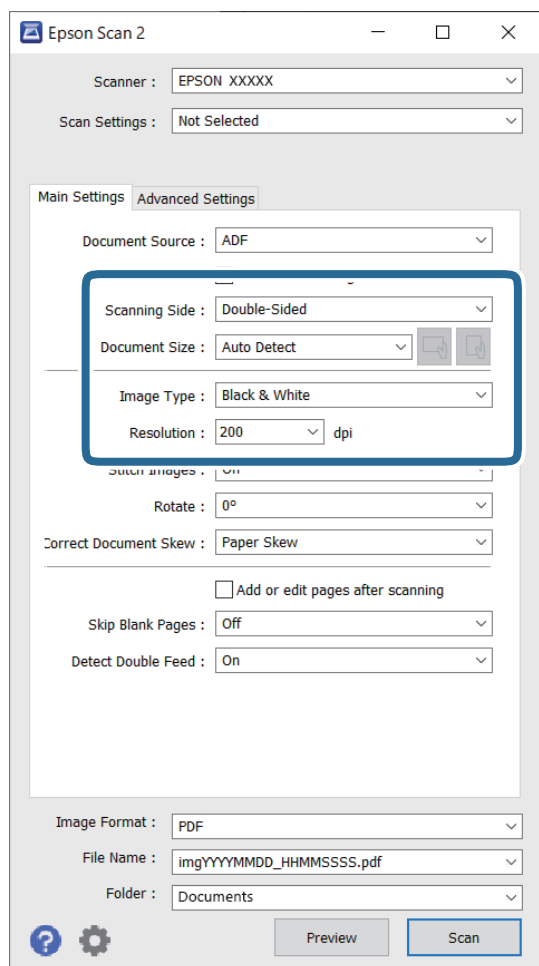 Epson Scan 2
Scanner : EPSON XXXXX
Scan Settings : Not Selected
Main Settings Advanced Settings
Document Source : ADF
Scanning Side : Double-Sided
Document Size : Auto Detect
Image Type : Black & White
Resolution : 200 dpi
Rotate : 0°
Correct Document Skew : Paper Skew
Add or edit pages after scanning
Skip Blank Pages : Off
Detect Double Feed : On
Image Format : PDF
File Name : imgYYYYMMDD_HHMMSSSS.pdf
Folder : Documents
? Preview Scan